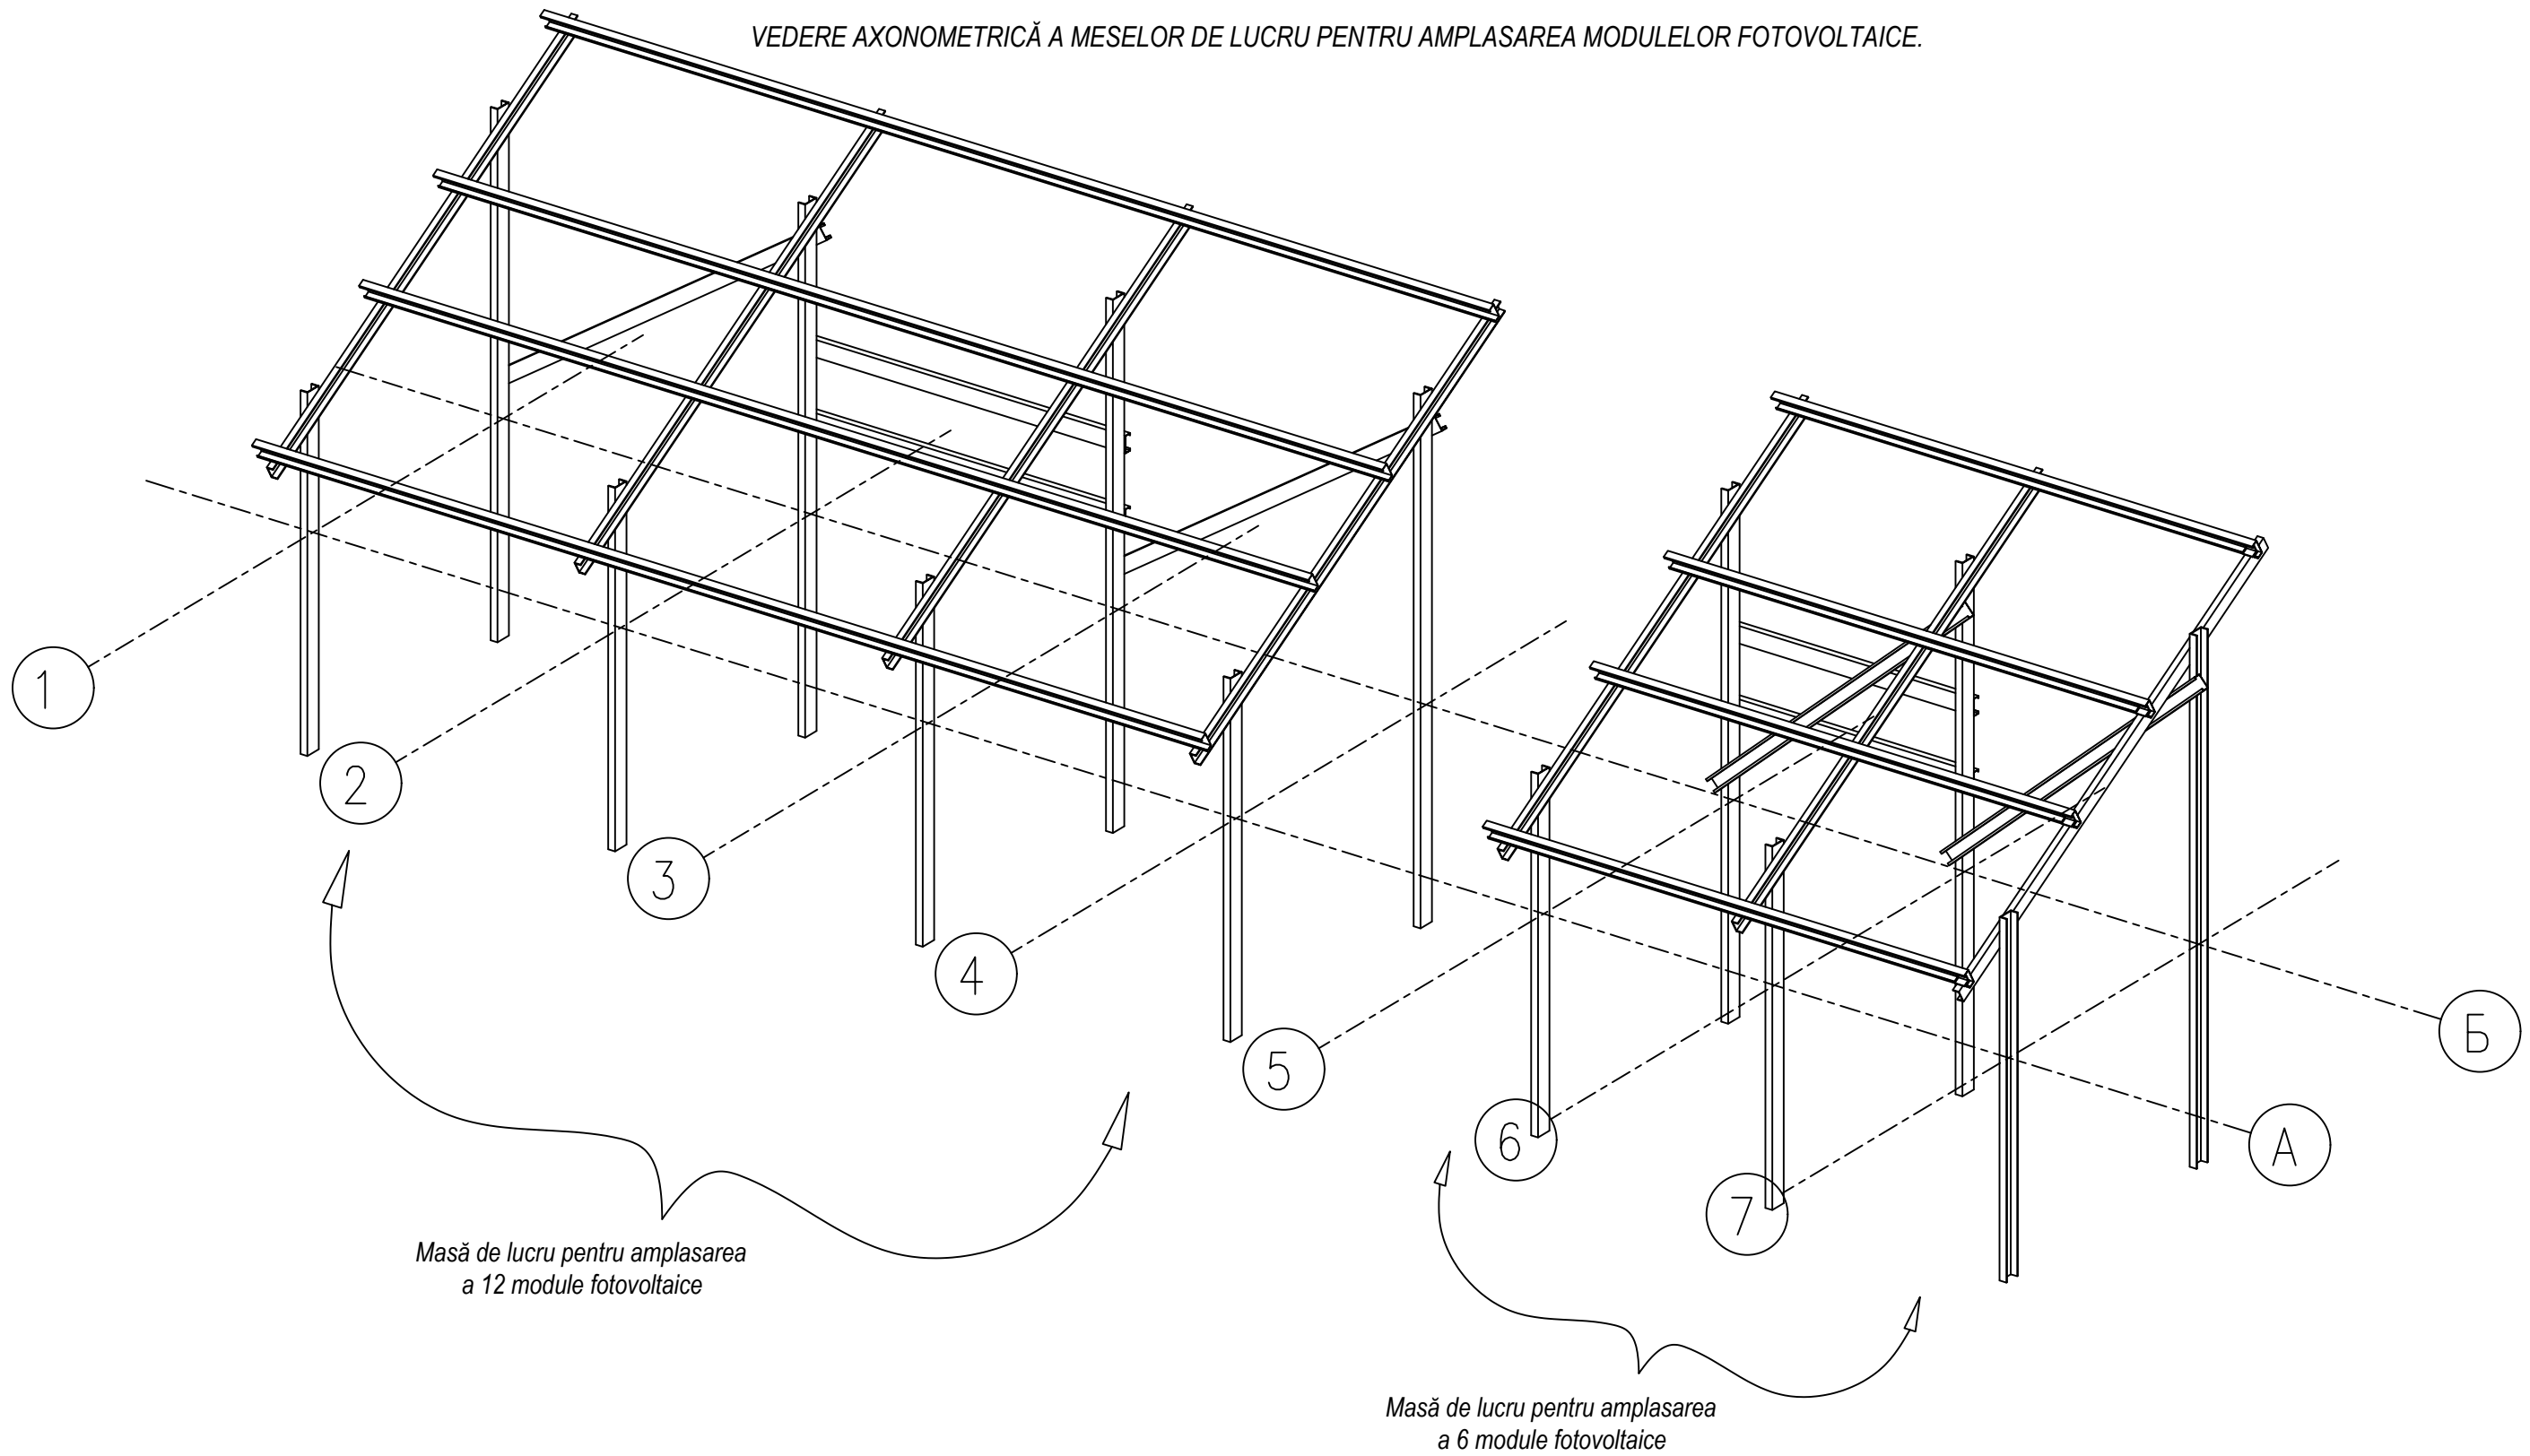 VEDERE AXONOMETRICĂ A MESELOR DE LUCRU PENTRU AMPLASAREA MODULELOR FOTOVOLTAICE.
1
2
3
4
5
6
7
Б
А
Masă de lucru pentru amplasarea
a 12 module fotovoltaice
Masă de lucru pentru amplasarea
a 6 module fotovoltaice